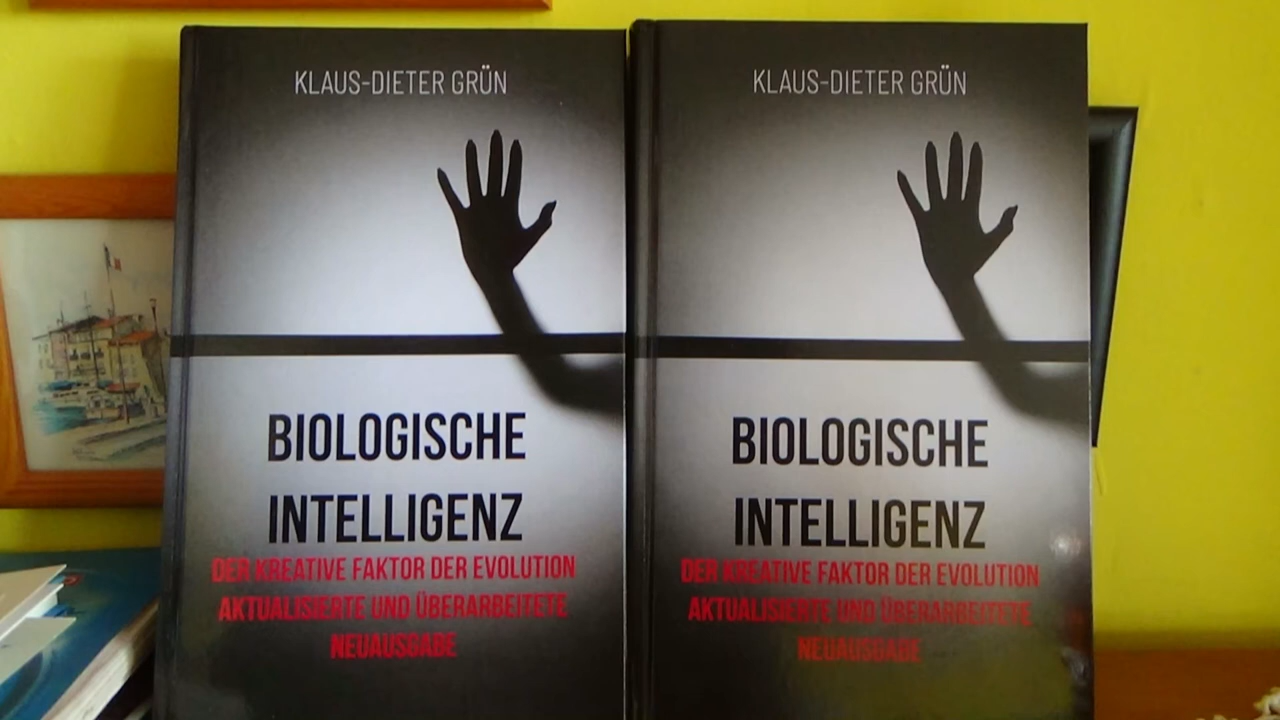 KLAUS-DIETER GRÜN
BIOLOGISCHE
INTELLIGENZ
DER KREATIVE FAKTOR DER EVOLUTION
AKTUALISIERTE UND ÜBERARBEITETE
NEUAUSGABE
KLAUS-DIETER GRÜN
BIOLOGISCHE
INTELLIGENZ
DER KREATIVE FAKTOR DER EVOLUTION
AKTUALISIERTE UND ÜBERARBEITETE
NEUAUSGABE